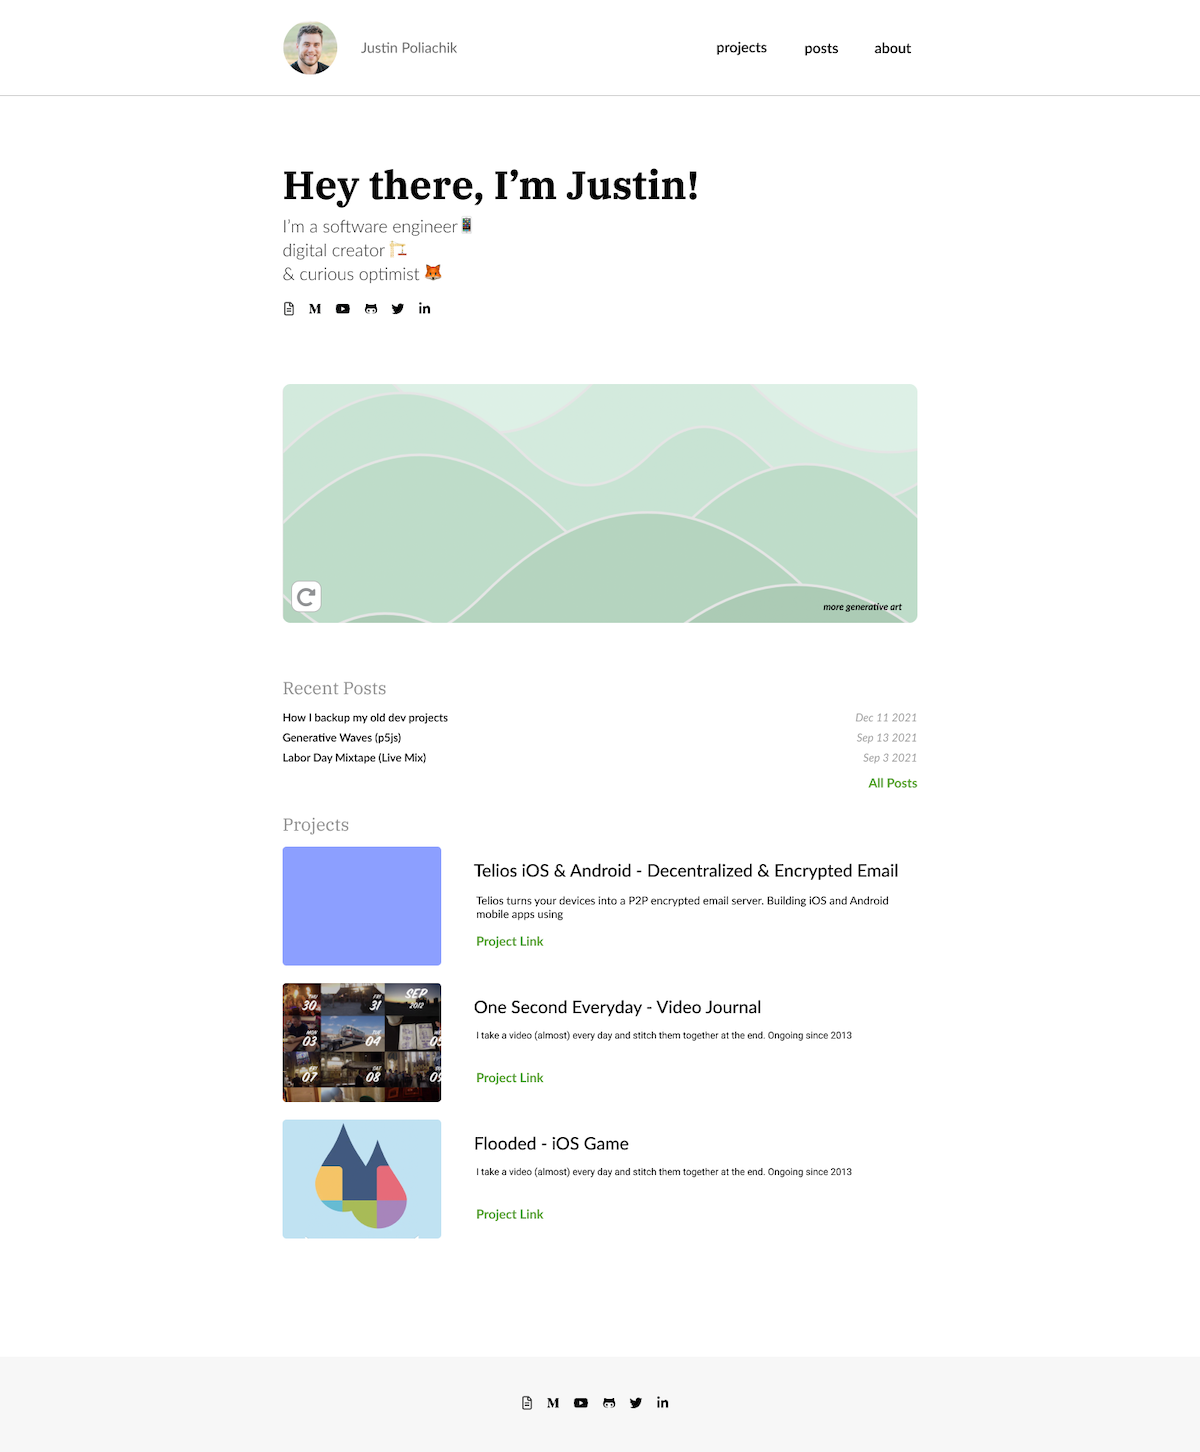 Justin Poliachik
projects
posts
about
Hey there, I’m Justin!
I’m a software engineer📱
digital creator 🏗️
& curious optimist 🦊
more generative art
Recent Posts
How I backup my old dev projects Dec 11 2021
Generative Waves (p5js) Sep 13 2021
Labor Day Mixtape (Live Mix) Sep 3 2021
All Posts
Projects
Telios iOS & Android - Decentralized & Encrypted Email
Telios turns your devices into a P2P encrypted email server. Building iOS and Android
mobile apps using
Project Link
30
FRI
31
SEP
2012
MON
03
04
05
07
SAT
08
09
One Second Everyday - Video Journal
I take a video (almost) every day and stitch them together at the end. Ongoing since 2013
Project Link
Flooded - iOS Game
I take a video (almost) every day and stitch them together at the end. Ongoing since 2013
Project Link